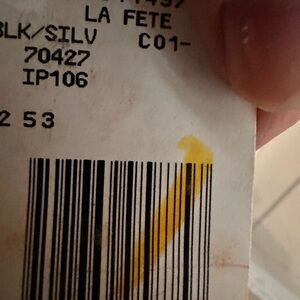 LA FETE
BLK/SILV C01-
70427
IP106
2 53